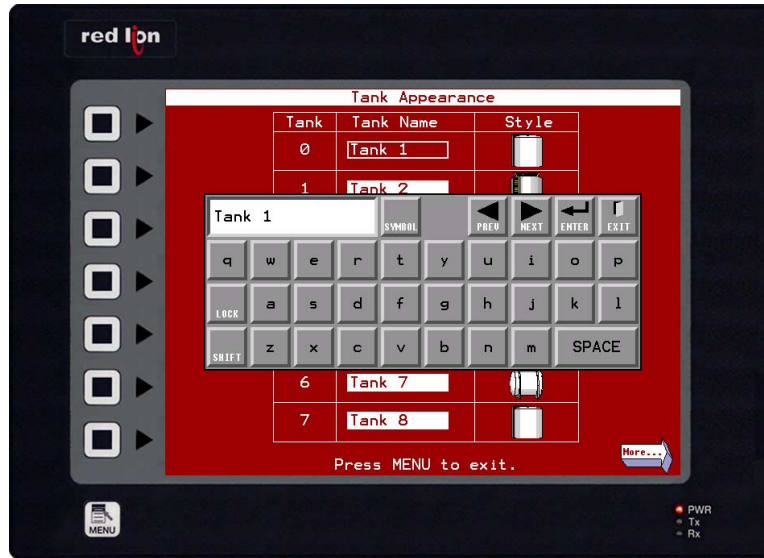 red lion
Tank Appearance
Tank Tank Name Style
0 Tank 1
1 Tank 2
Tank 1 SYMBOL PREV NEXT ENTER EXIT
q w e r t y u i o p
LOCK a s d f g h j k l
SHIFT z x c v b n m SPACE
6 Tank 7
7 Tank 8
More...
Press MENU to exit.
MENU
PWR
Tx
Rx